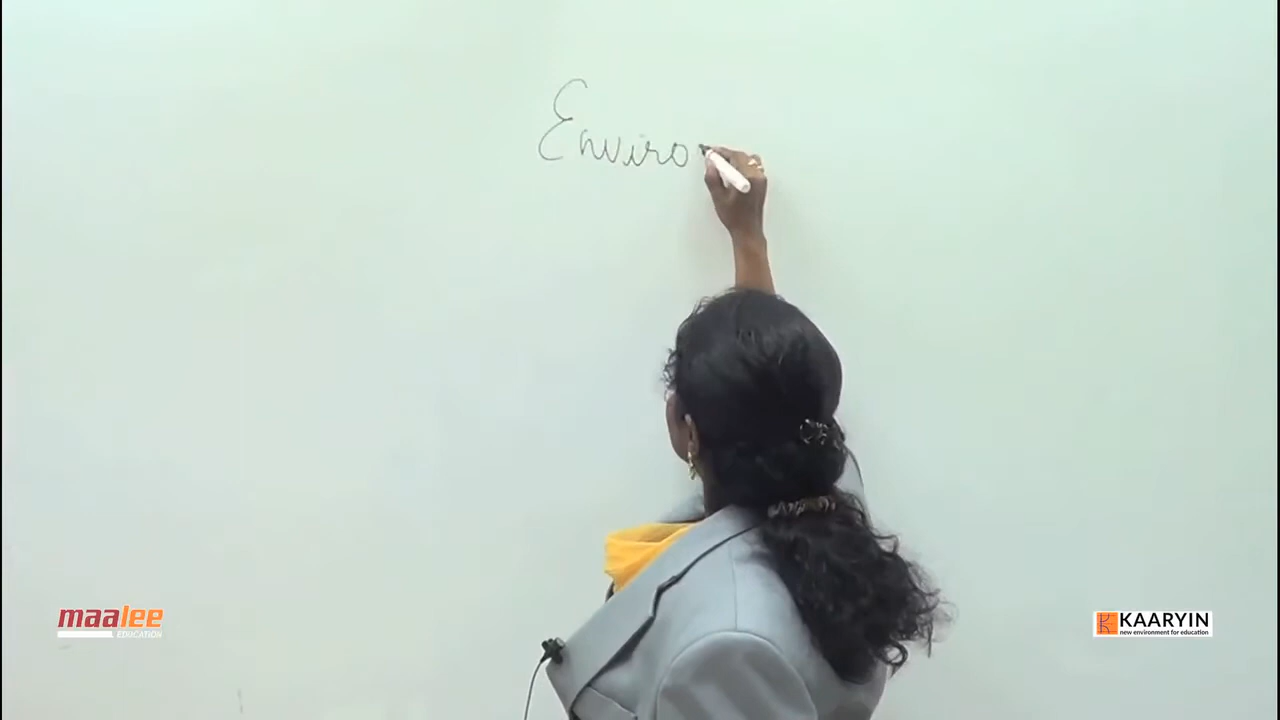 Enviro
maalee
EDUCATION
KAARYIN
new environment for education